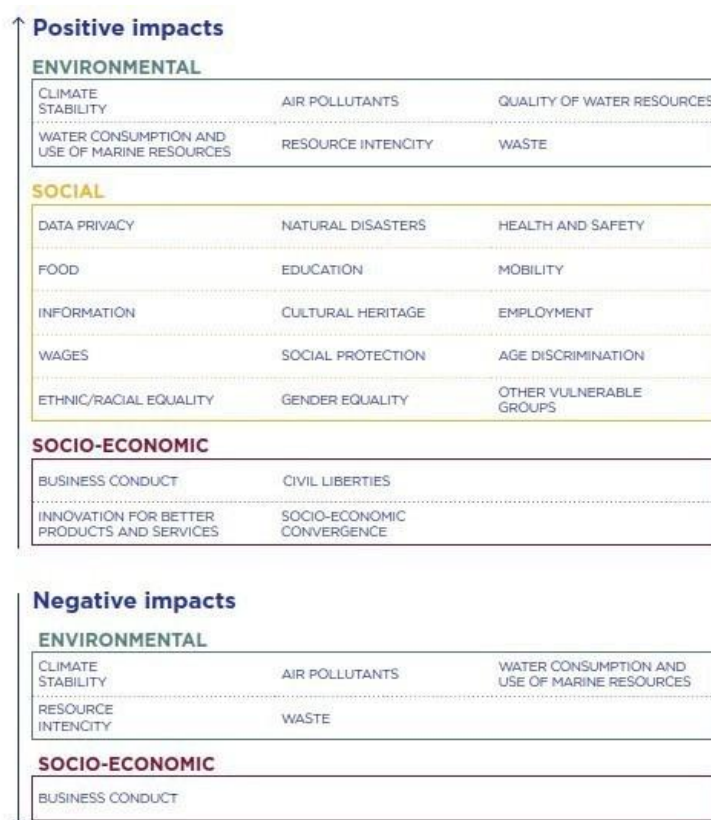 Positive impacts
ENVIRONMENTAL
CLIMATE
STABILITY
AIR POLLUTANTS
QUALITY OF WATER RESOURCES
WATER CONSUMPTION AND
USE OF MARINE RESOURCES
RESOURCE INTENCITY
WASTE
SOCIAL
DATA PRIVACY
NATURAL DISASTERS
HEALTH AND SAFETY
FOOD
EDUCATION
MOBILITY
INFORMATION
CULTURAL HERITAGE
EMPLOYMENT
WAGES
SOCIAL PROTECTION
AGE DISCRIMINATION
ETHNIC/RACIAL EQUALITY
GENDER EQUALITY
OTHER VULNERABLE
GROUPS
SOCIO-ECONOMIC
BUSINESS CONDUCT
CIVIL LIBERTIES
INNOVATION FOR BETTER
PRODUCTS AND SERVICES
SOCIO-ECONOMIC
CONVERGENCE
Negative impacts
ENVIRONMENTAL
CLIMATE
STABILITY
AIR POLLUTANTS
WATER CONSUMPTION AND
USE OF MARINE RESOURCES
RESOURCE
INTENCITY
WASTE
SOCIO-ECONOMIC
BUSINESS CONDUCT